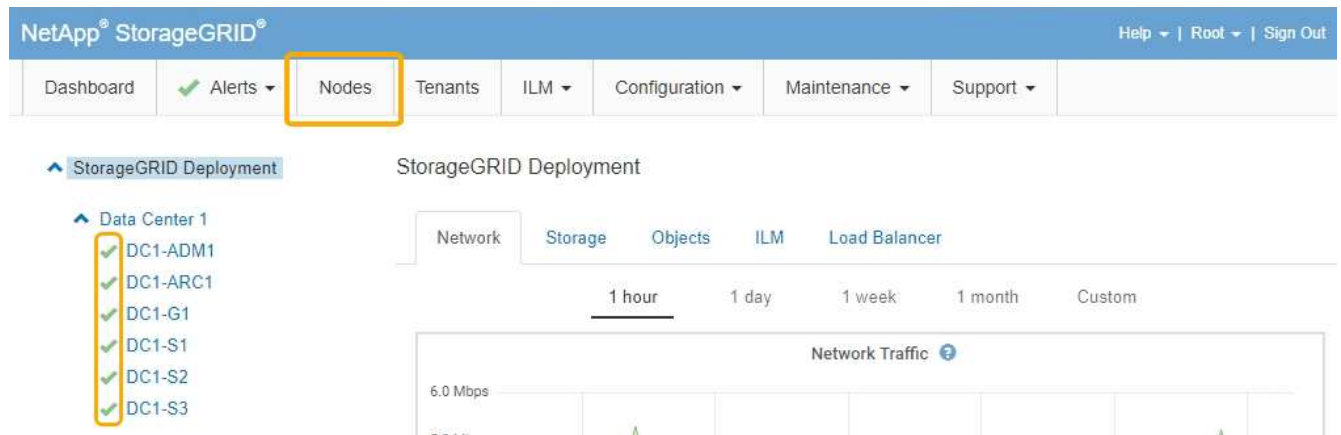 NetApp® StorageGRID®
Help | Root | Sign Out
Dashboard Alerts Nodes Tenants ILM Configuration Maintenance Support
StorageGRID Deployment
Data Center 1
DC1-ADM1
DC1-ARC1
DC1-G1
DC1-S1
DC1-S2
DC1-S3
StorageGRID Deployment
Network Storage Objects ILM Load Balancer
1 hour 1 day 1 week 1 month Custom
Network Traffic ?
6.0 Mbps